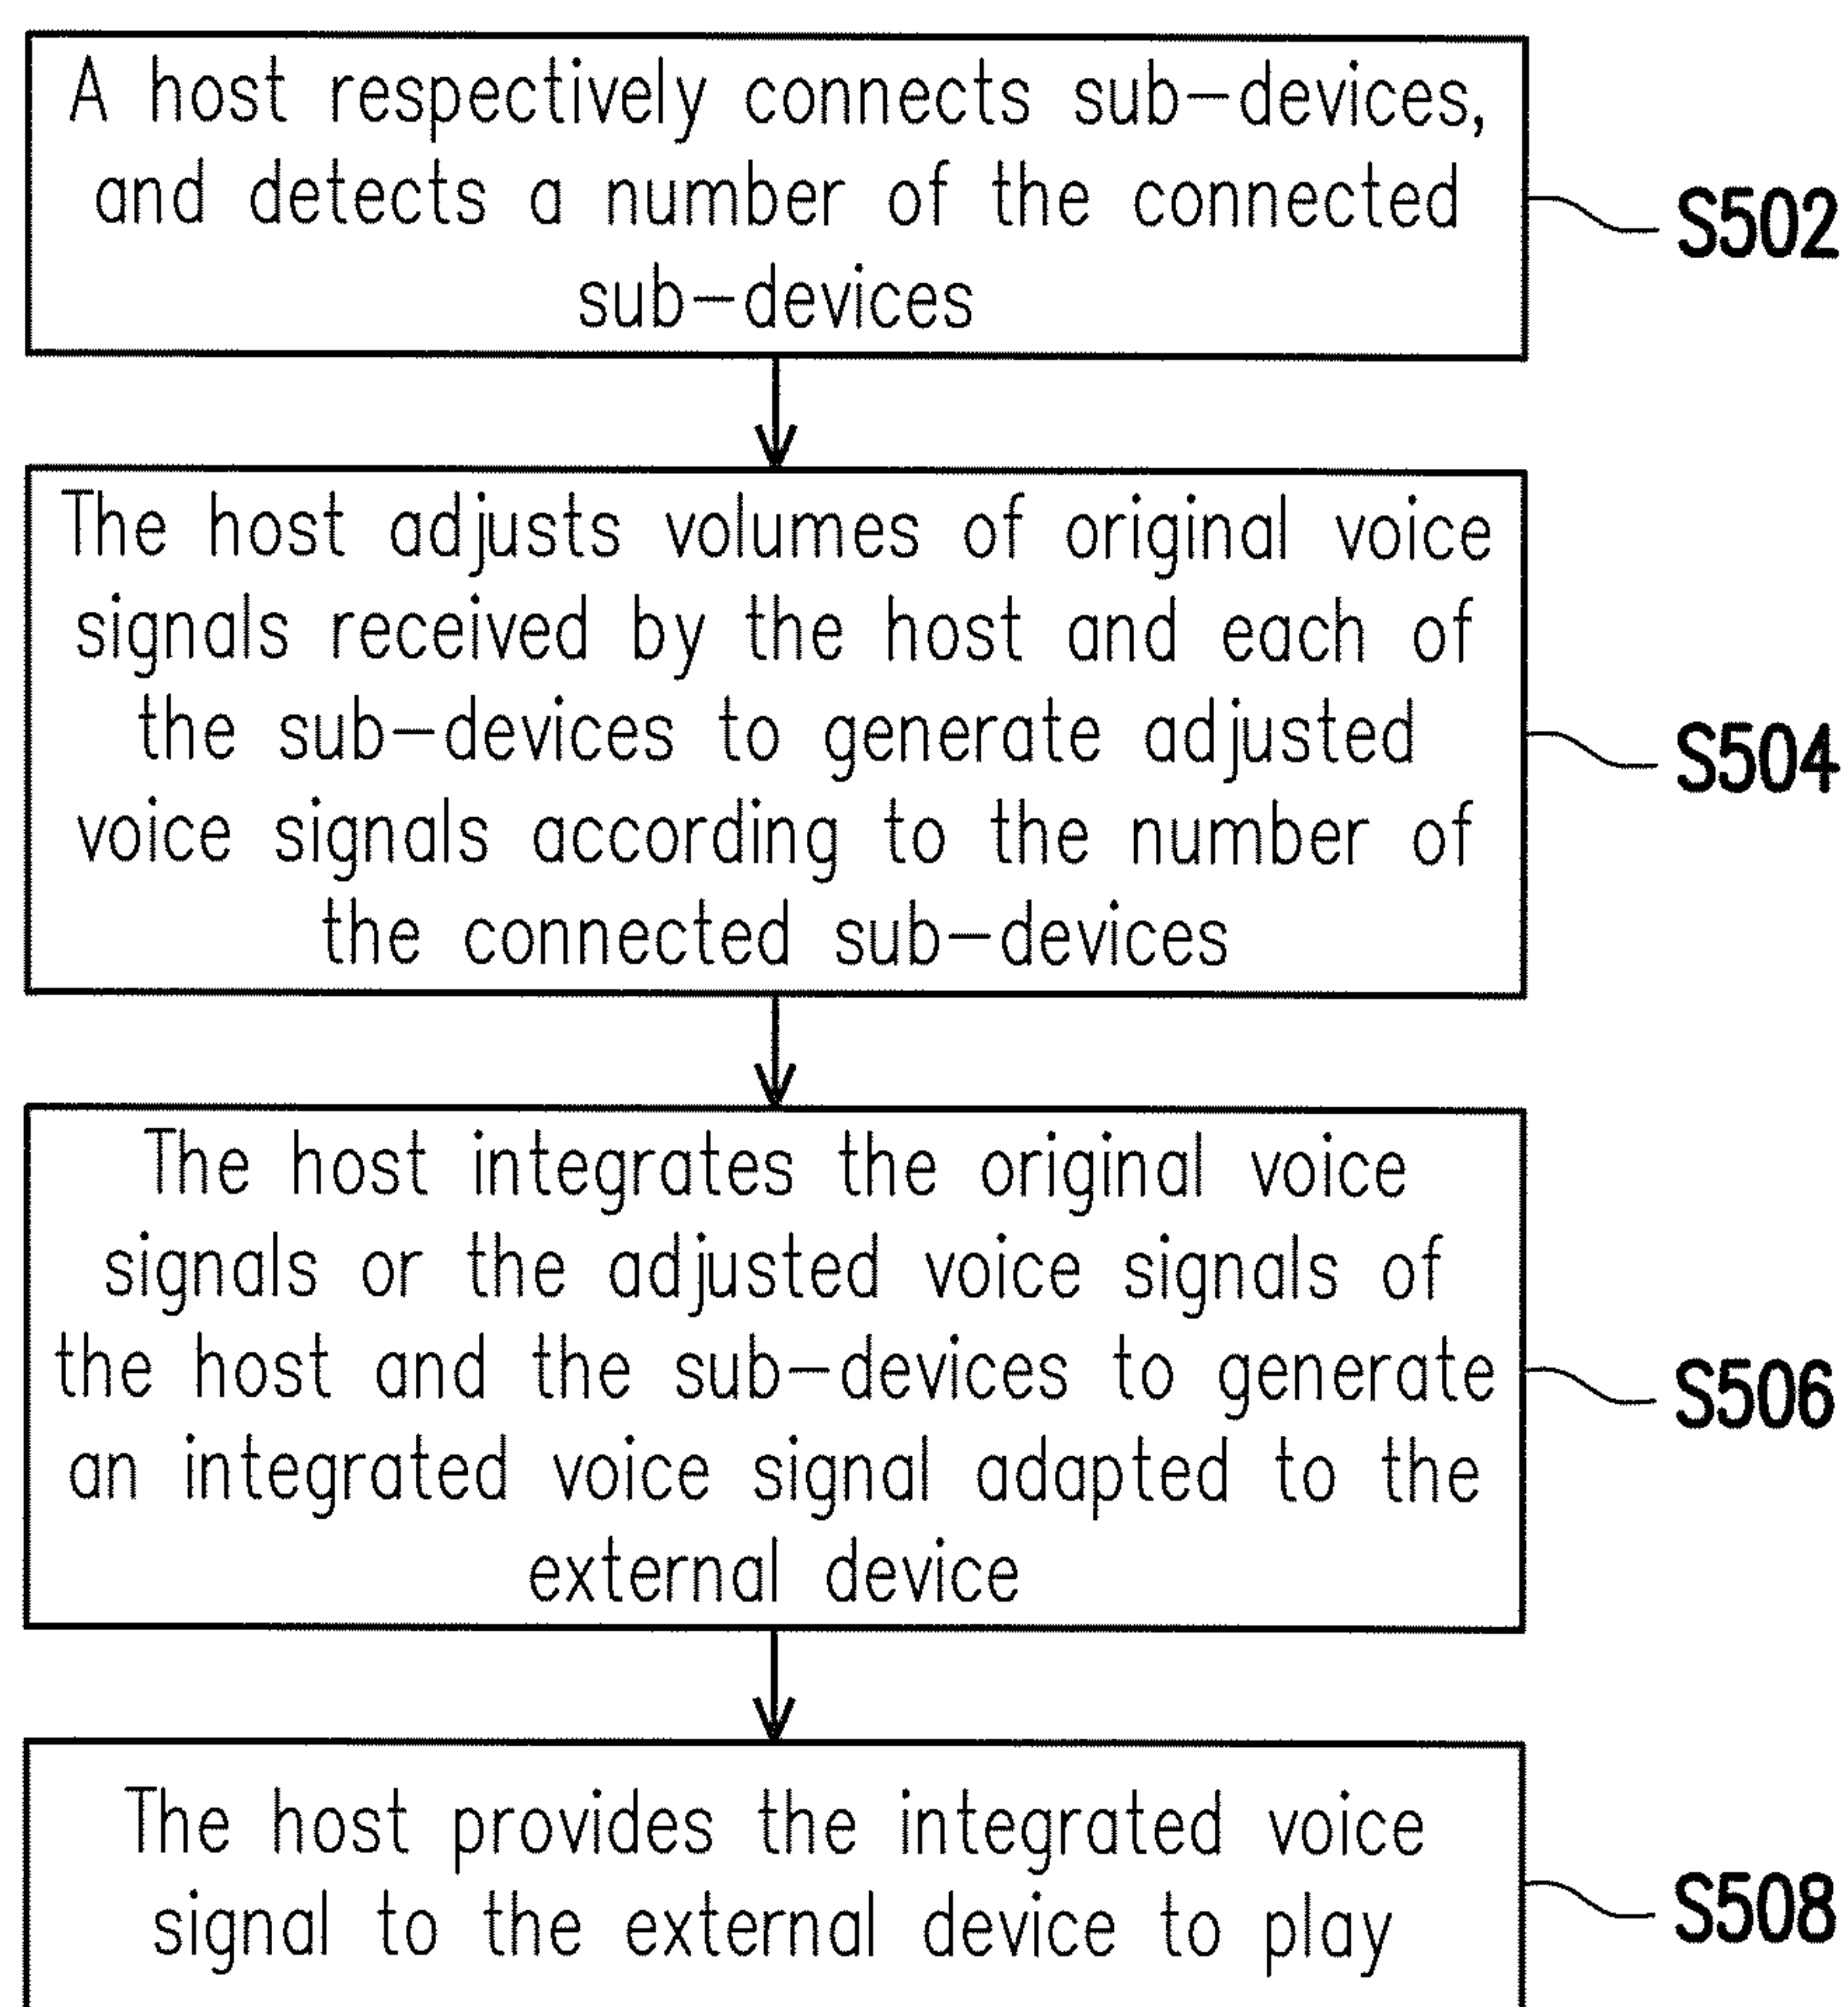 A host respectively connects sub-devices,
and detects a number of the connected
sub-devices
S502
The host adjusts volumes of original voice
signals received by the host and each of
the sub-devices to generate adjusted
voice signals according to the number of
the connected sub-devices
S504
The host integrates the original voice
signals or the adjusted voice signals of
the host and the sub-devices to generate
an integrated voice signal adapted to the
external device
S506
The host provides the integrated voice
signal to the external device to play
S508